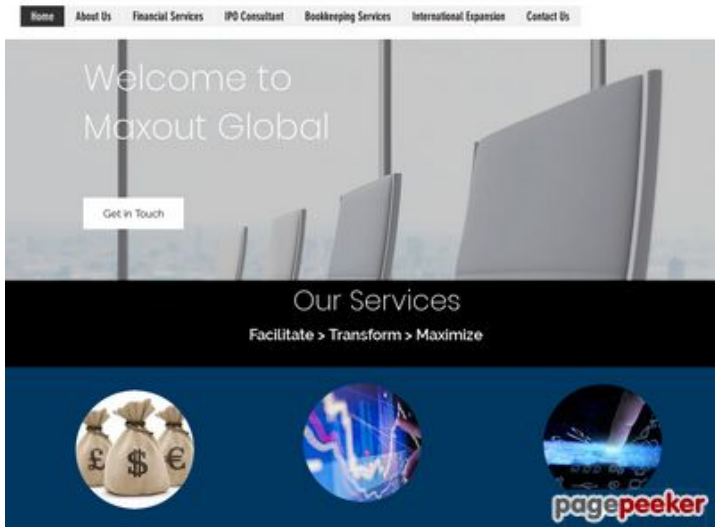 Home About Us Financial Services IPO Consultant Bookkeeping Services International Expansion Contact Us
Welcome to
Maxout Global
Get in Touch
Our Services
Facilitate > Transform > Maximize
£ $ €
pagepeeker